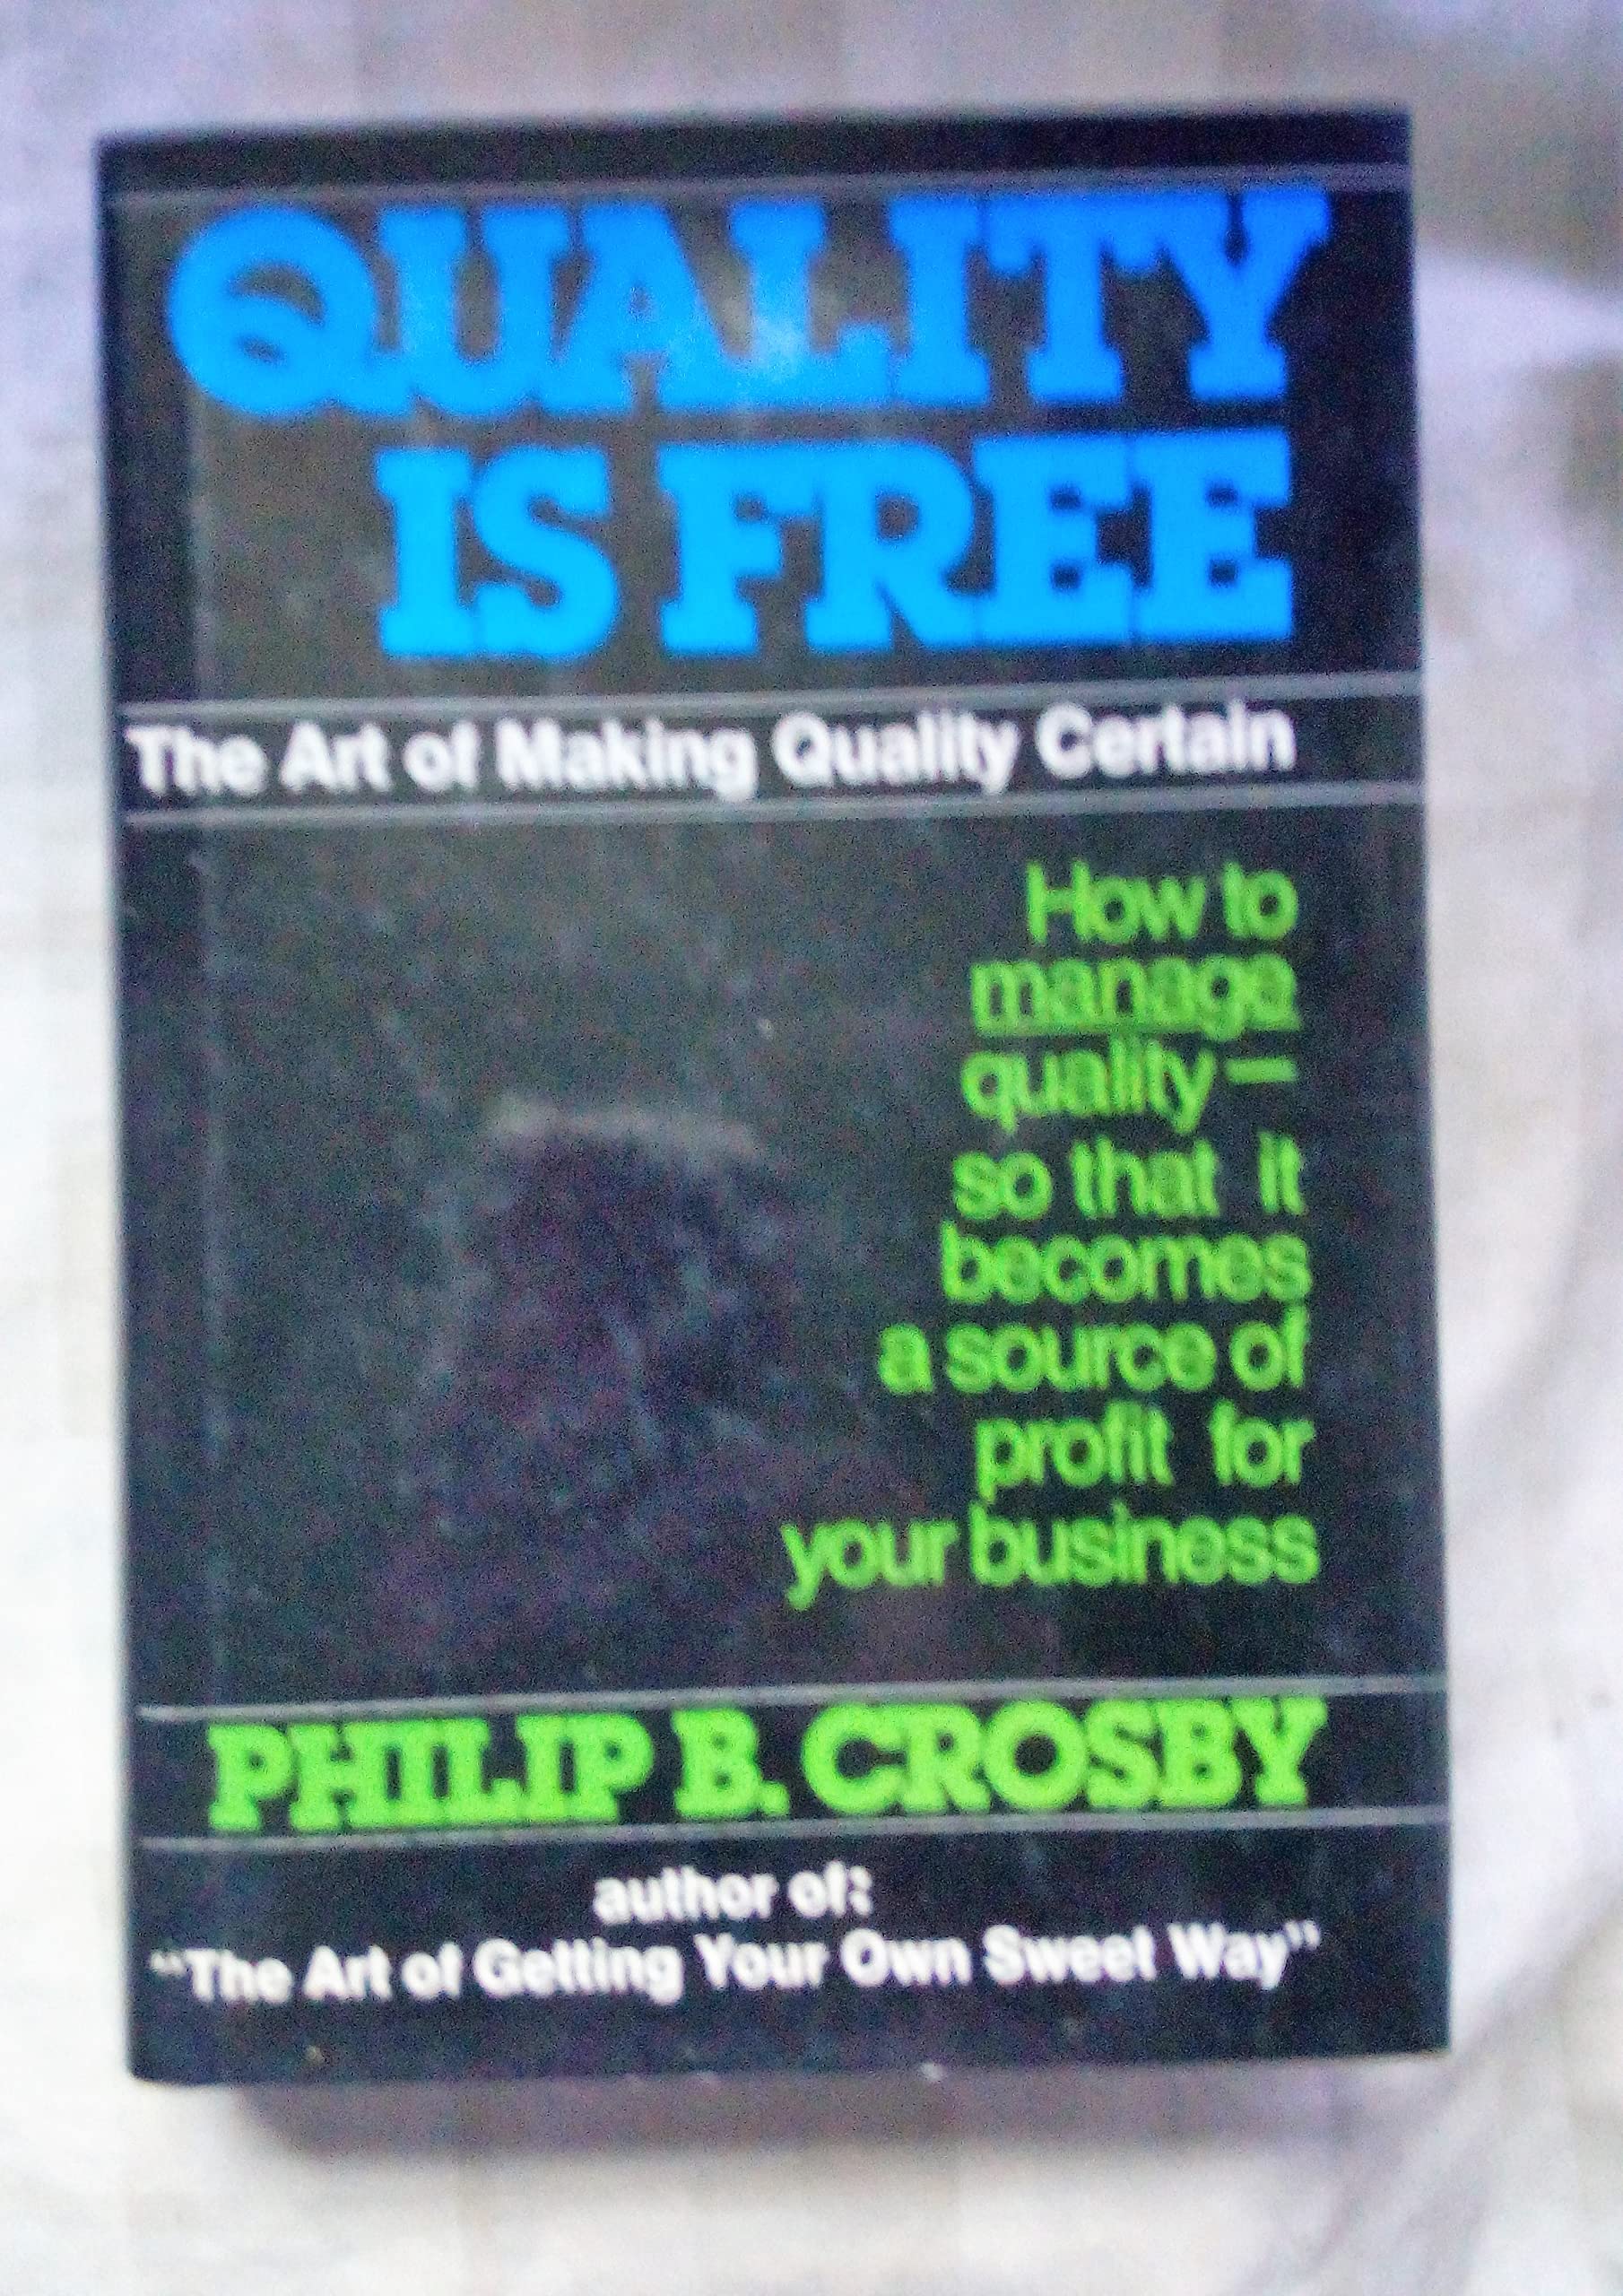 QUALITY
IS FREE
The Art of Making Quality Certain
How to
manage
quality—
so that it
becomes
a source of
profit for
your business
PHILIP B. CROSBY
author of:
"The Art of Getting Your Own Sweet Way"